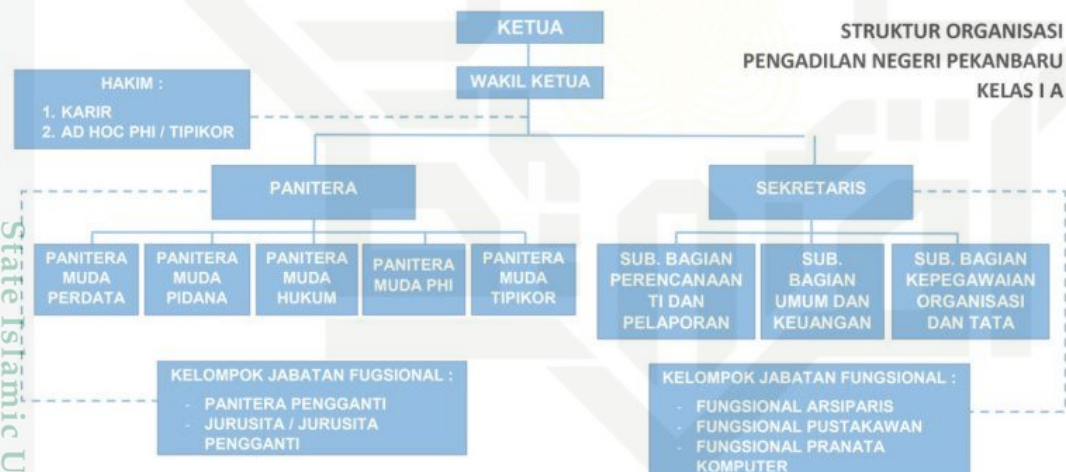 KETUA
STRUKTUR ORGANISASI
PENGADILAN NEGERI PEKANBARU
KELAS I A
WAKIL KETUA
HAKIM :
1. KARIR
2. AD HOC PHI / TIPIKOR
PANITERA
SEKRETARIS
PANITERA
MUDA
PERDATA
PANITERA
MUDA
PIDANA
PANITERA
MUDA
HUKUM
PANITERA
MUDA PHI
PANITERA
MUDA
TIPIKOR
SUB. BAGIAN
PERENCANAAN
TI DAN
PELAPORAN
SUB.
BAGIAN
UMUM DAN
KEUANGAN
SUB. BAGIAN
KEPEGAWAIAN
ORGANISASI
DAN TATA
KELOMPOK JABATAN FUGSIONAL :
- PANITERA PENGGANTI
- JURUSITA / JURUSITA
PENGGANTI
KELOMPOK JABATAN FUNGSIONAL :
- FUNGSIONAL ARSIPARIS
- FUNGSIONAL PUSTAKAWAN
- FUNGSIONAL PRANATA
KOMPUTER
State Islamic U